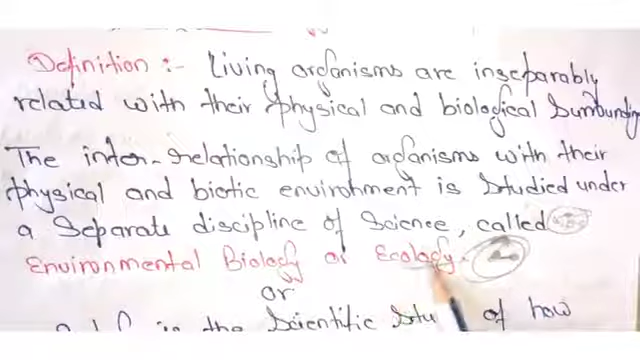 Definition :- Living organisms are inseparably
related with their physical and biological Surrounding
The inter-relationship of organisms with their
physical and biotic environment is Studied under
a Separate discipline of Science, called
Environmental Biology or Ecology.
or
is the Scientific of how